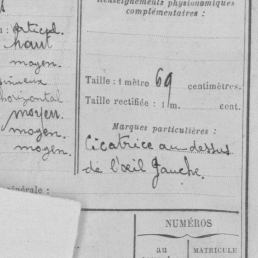 Renseignements physionomiques
complémentaires :
haut
moyen.
sinueux
horizontal
moyen
moyen.
moyen.
Taille : 1 mètre 69 centimètres.
Taille rectifiée : 1 m. cent.
Marques particulières :
Cicatrice au-dessus
de l'œil gauche.
générale :
NUMÉROS
au
MATRICULE